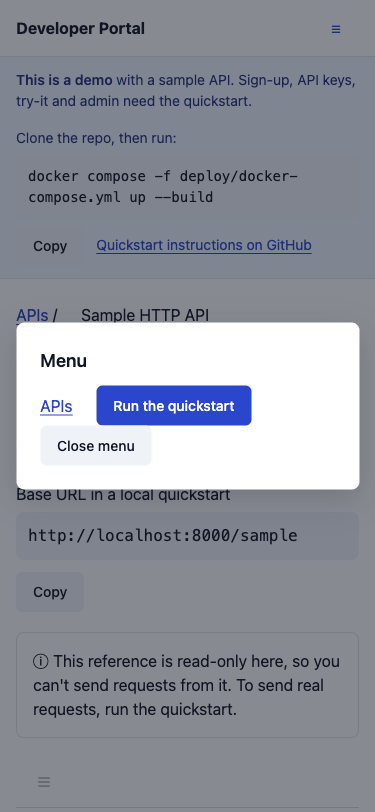 Developer Portal
This is a demo with a sample API. Sign-up, API keys,
try-it and admin need the quickstart.
Clone the repo, then run:
docker compose -f deploy/docker-
compose.yml up --build
Copy Quickstart instructions on GitHub
APIs / Sample HTTP API
Menu
APIs Run the quickstart
Close menu
Base URL in a local quickstart
http://localhost:8000/sample
Copy
ⓘ This reference is read-only here, so you
can't send requests from it. To send real
requests, run the quickstart.